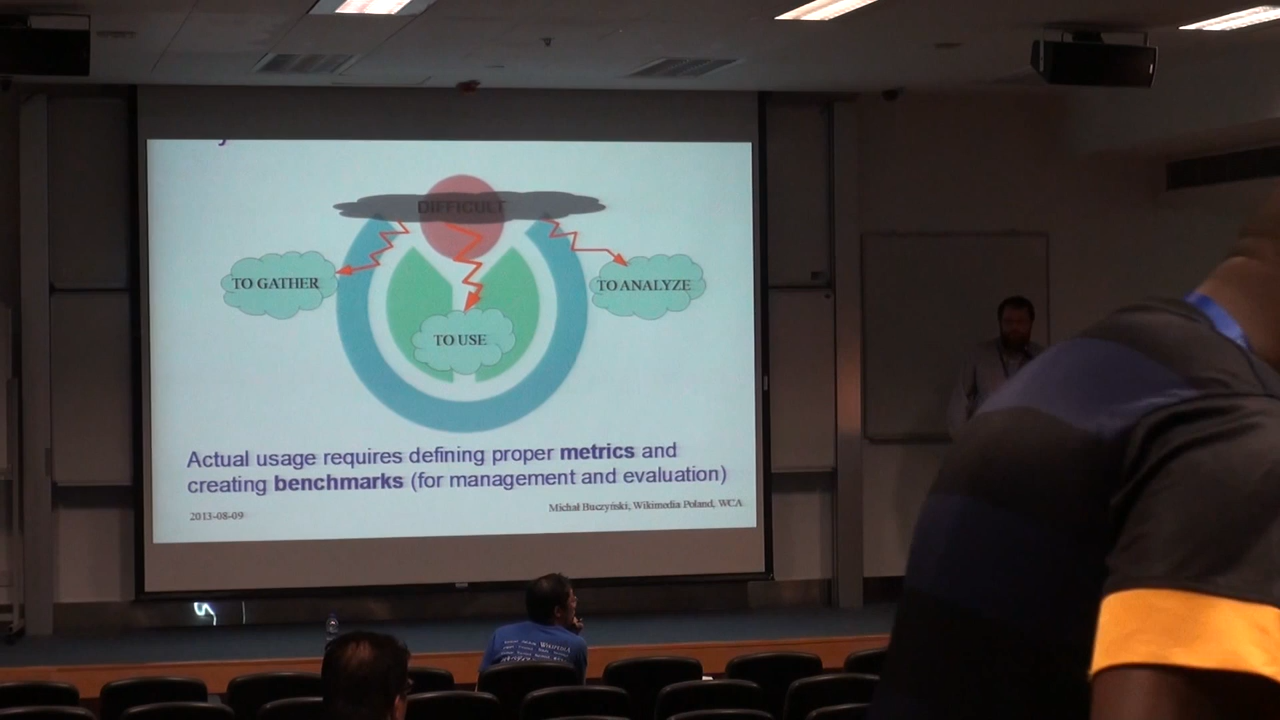 DIFFICULT
TO GATHER
TO ANALYZE
TO USE
Actual usage requires defining proper metrics and
creating benchmarks (for management and evaluation)
2013-08-09
Michał Buczyński, Wikimedia Poland, WCA
WIKIPEDIA